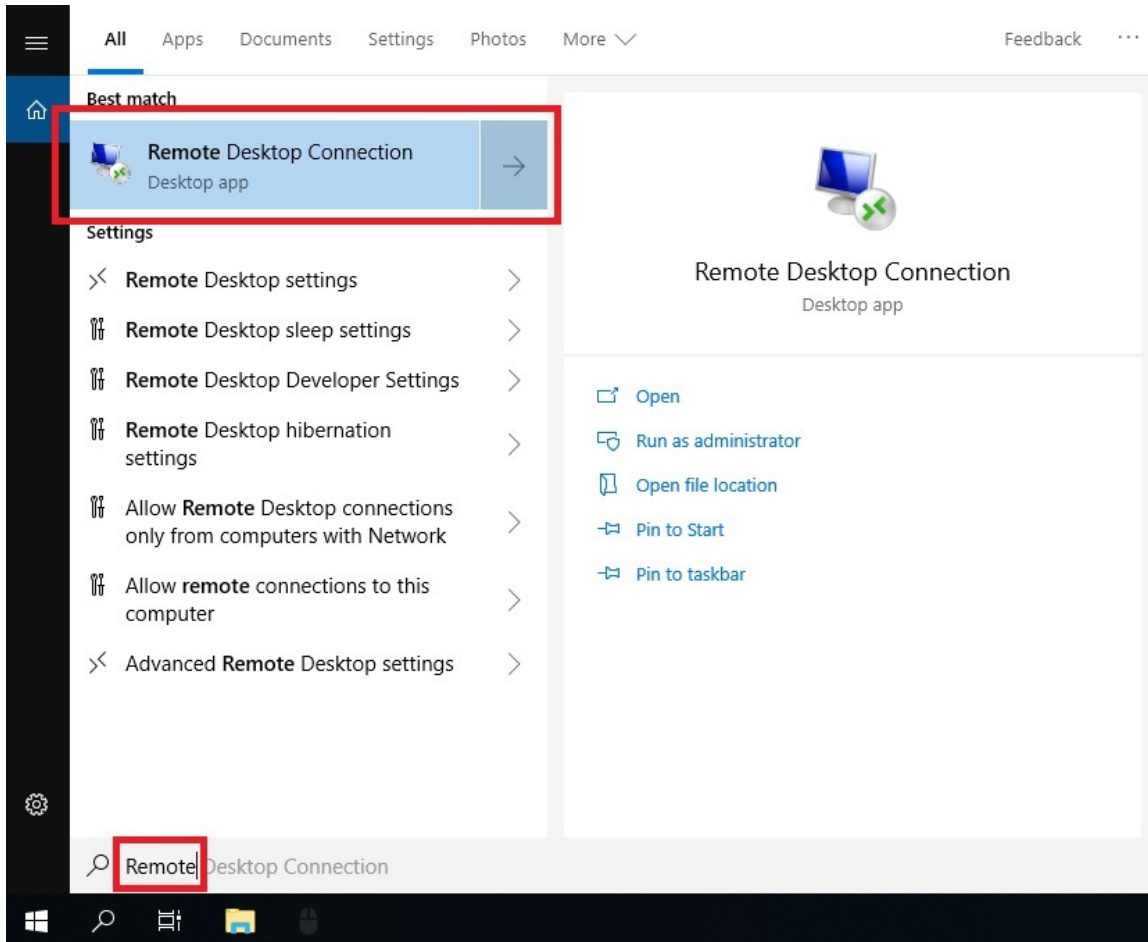 All Apps Documents Settings Photos More Feedback ...
Best match
Remote Desktop Connection
Desktop app
Settings
Remote Desktop settings
Remote Desktop sleep settings
Remote Desktop Developer Settings
Remote Desktop hibernation
settings
Allow Remote Desktop connections
only from computers with Network
Allow remote connections to this
computer
Advanced Remote Desktop settings
Remote Desktop Connection
Desktop app
Open
Run as administrator
Open file location
Pin to Start
Pin to taskbar
Remote Desktop Connection